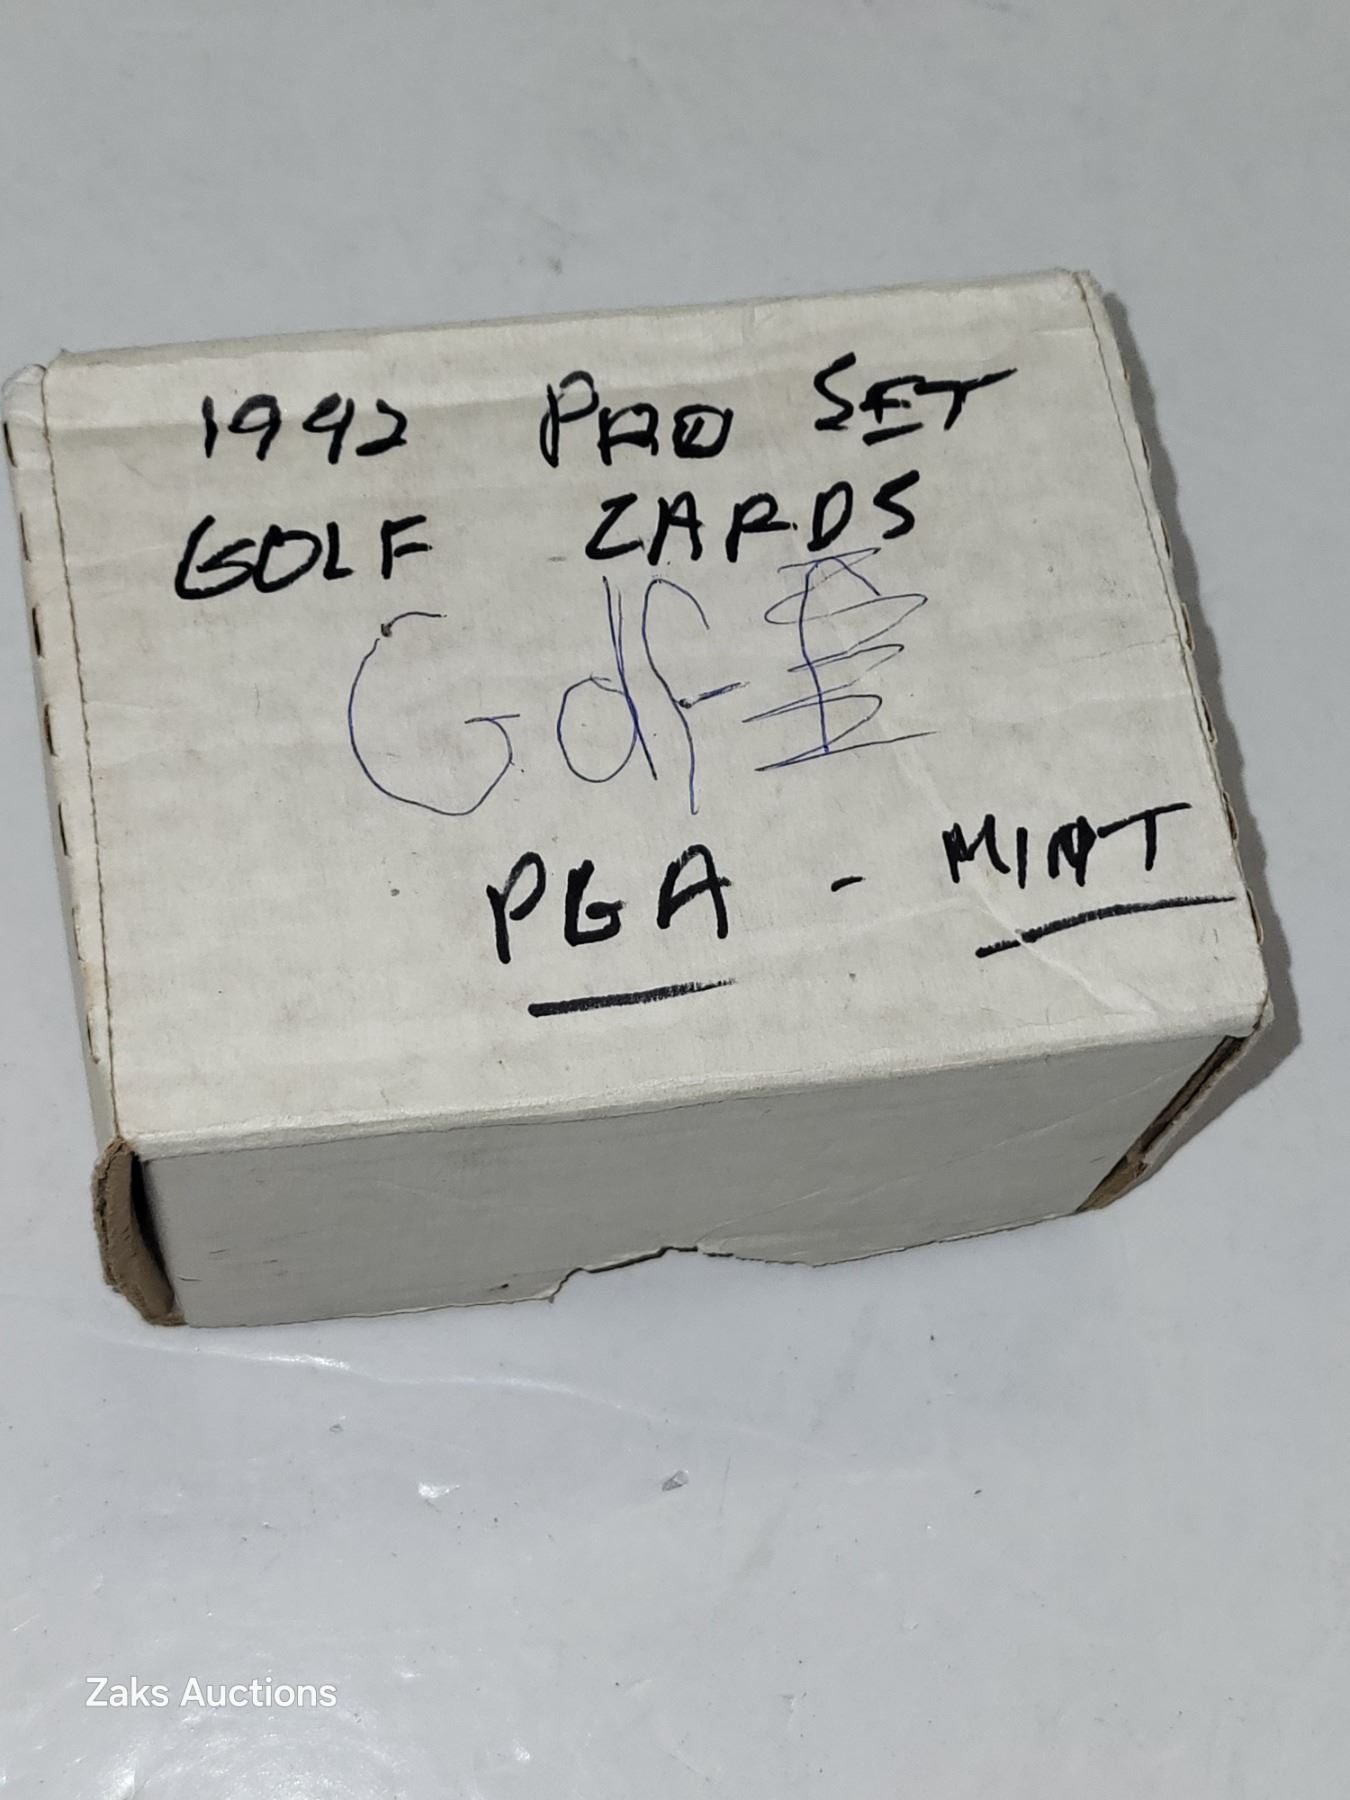 1992 PRO SET
GOLF CARDS
Golf
PGA - MINT
Zaks Auctions